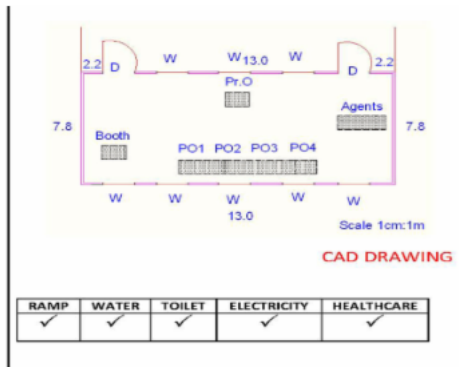 W W 13.0 W
2.2 D D 2.2
Pr.O
Agents
7.8 7.8
Booth
PO1 PO2 PO3 PO4
W W W W W
13.0
Scale 1cm:1m
CAD DRAWING
RAMP WATER TOILET ELECTRICITY HEALTHCARE
✓ ✓ ✓ ✓ ✓